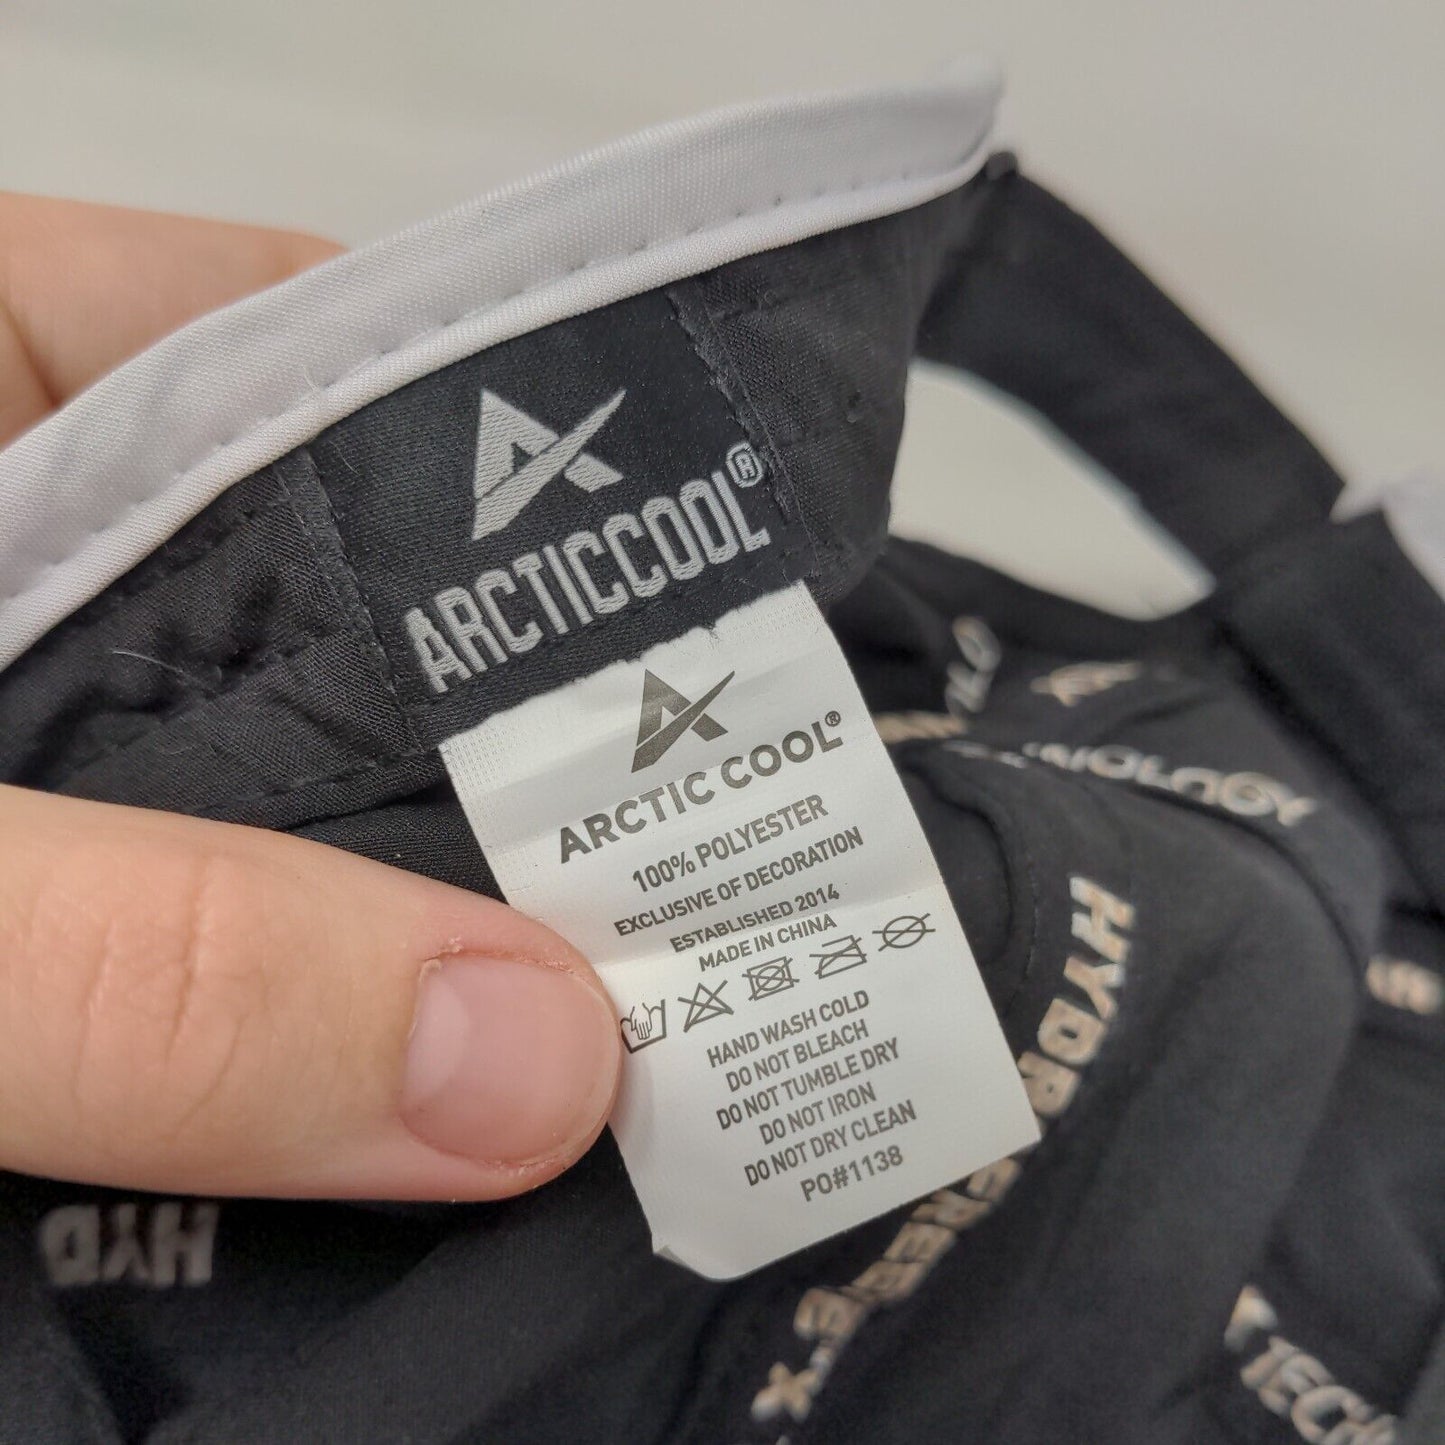 ARCTICCOOL®
ARCTIC COOL®
100% POLYESTER
EXCLUSIVE OF DECORATION
ESTABLISHED 2014
MADE IN CHINA
HAND WASH COLD
DO NOT BLEACH
DO NOT TUMBLE DRY
DO NOT IRON
DO NOT DRY CLEAN
PO#1138
HYD